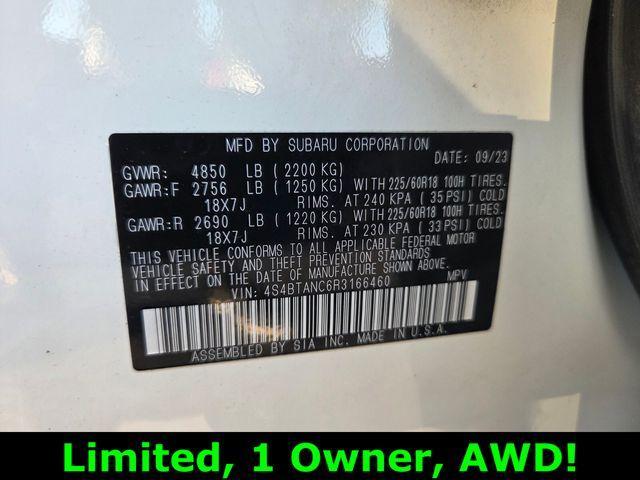 MFD BY SUBARU CORPORATION
DATE: 09/23
GVWR: 4850 LB ( 2200 KG)
GAWR:F 2756 LB ( 1250 KG) WITH 225/60R18 100H TIRES.
18X7J RIMS. AT 240 KPA ( 35 PSI) COLD
GAWR:R 2690 LB ( 1220 KG) WITH 225/60R18 100H TIRES.
18X7J RIMS. AT 230 KPA ( 33 PSI) COLD
THIS VEHICLE CONFORMS TO ALL APPLICABLE FEDERAL MOTOR
VEHICLE SAFETY AND THEFT PREVENTION STANDARDS IN
EFFECT ON THE DATE OF MANUFACTURE SHOWN ABOVE.
VIN: 4S4BTANC6R3166460 MPV
ASSEMBLED BY SIA INC. MADE IN U.S.A.
Limited, 1 Owner, AWD!